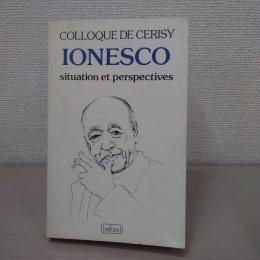 COLLOQUE DE CERISY
IONESCO
situation et perspectives
belfond